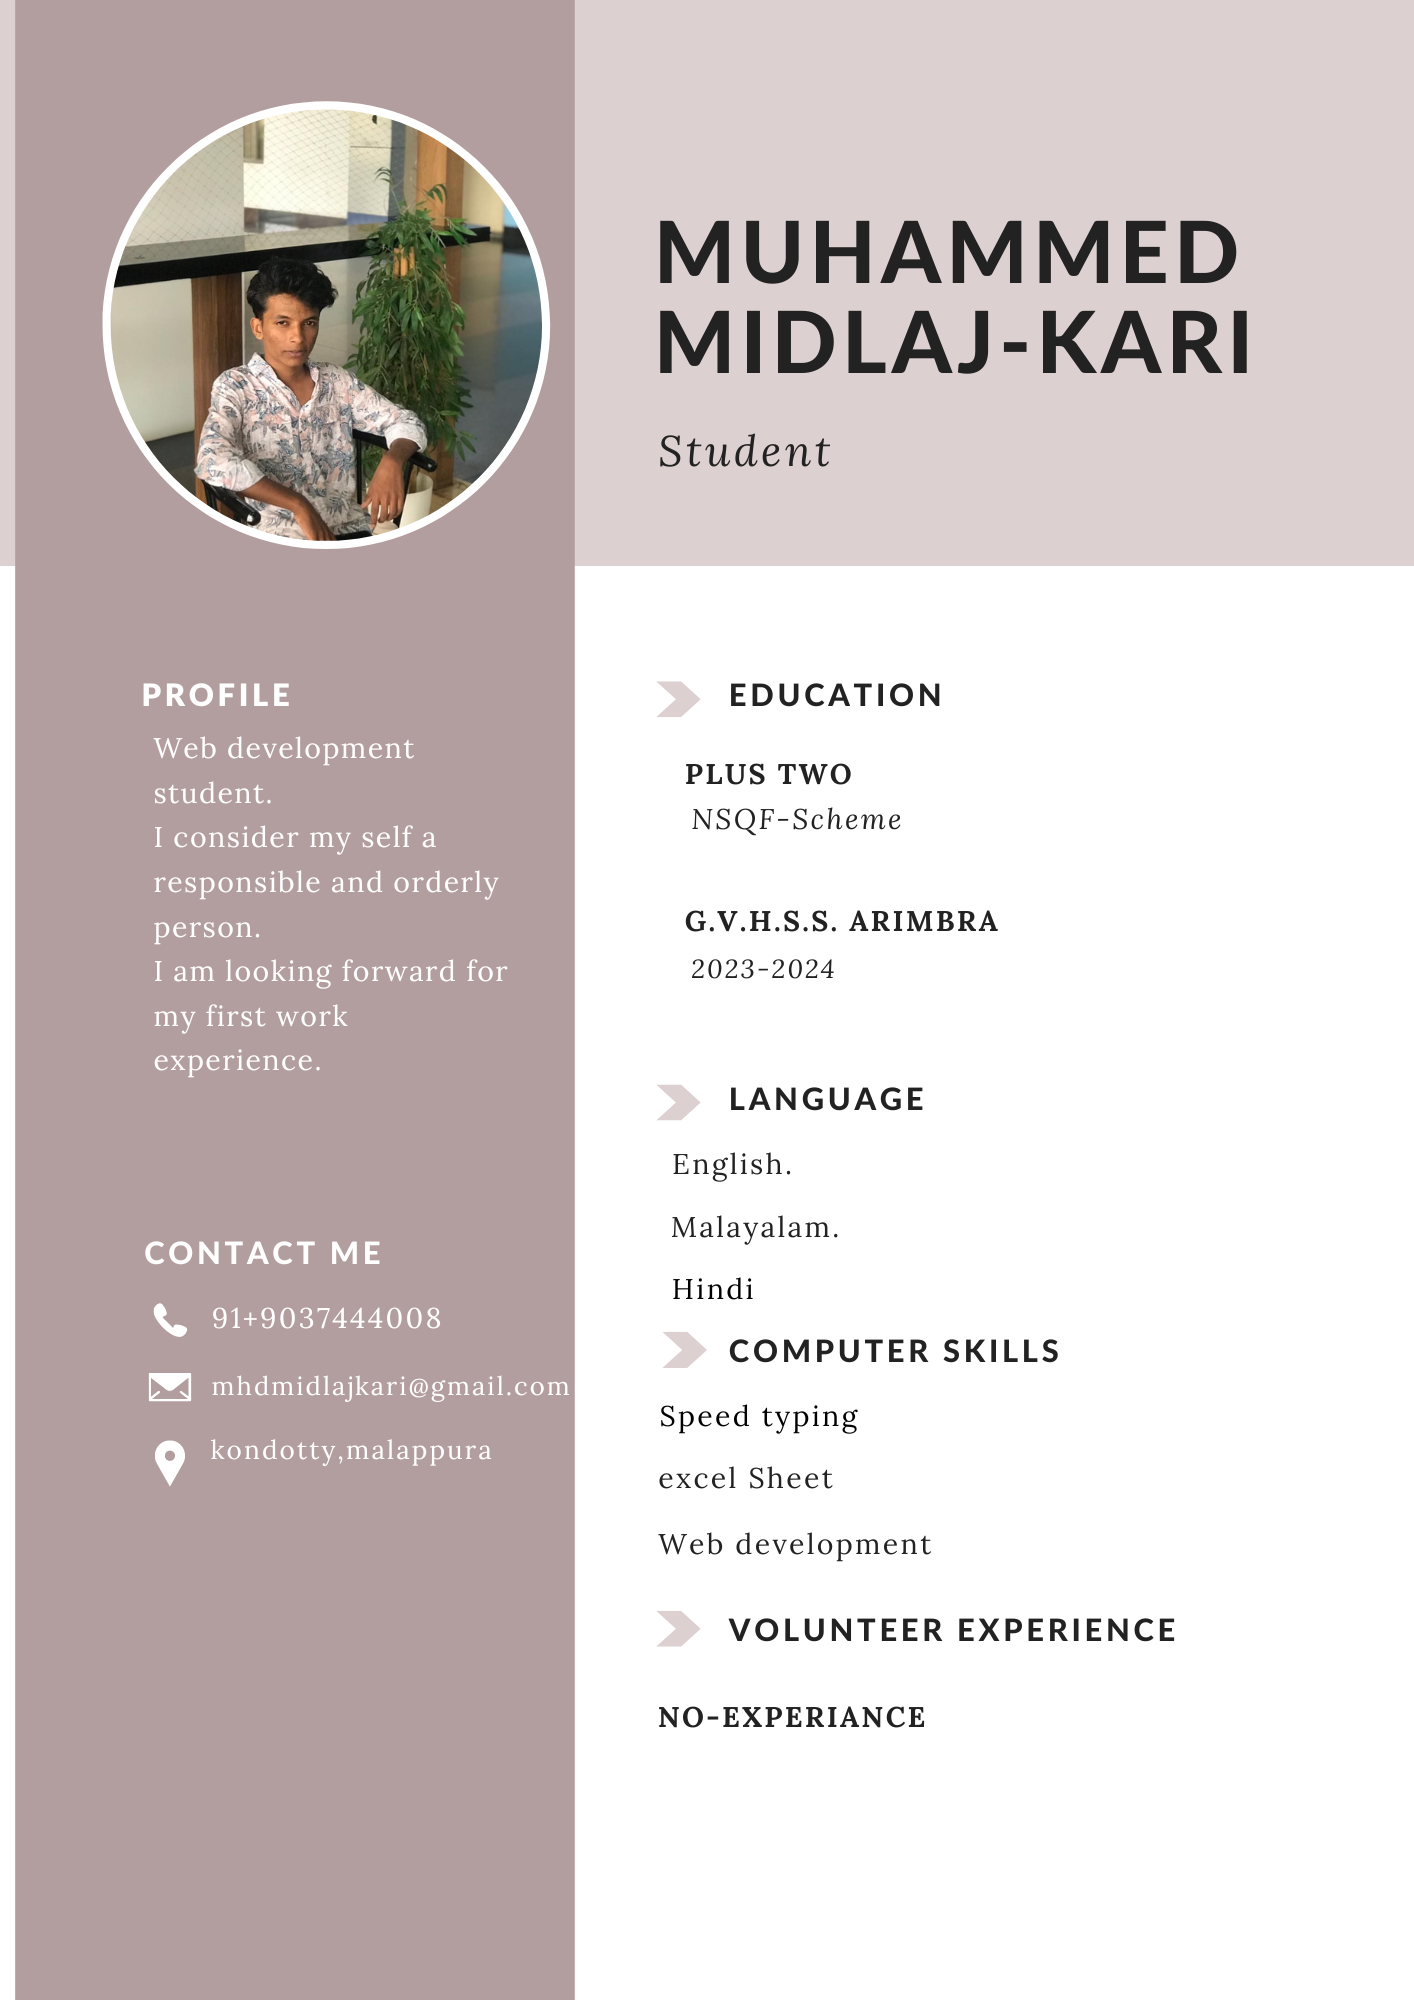 MUHAMMED
MIDLAJ-KARI
Student
PROFILE
Web development
student.
I consider my self a
responsible and orderly
person.
I am looking forward for
my first work
experience.
CONTACT ME
91+9037444008
mhdmidlajkari@gmail.com
kondotty,malappura
EDUCATION
PLUS TWO
NSQF-Scheme
G.V.H.S.S. ARIMBRA
2023-2024
LANGUAGE
English.
Malayalam.
Hindi
COMPUTER SKILLS
Speed typing
excel Sheet
Web development
VOLUNTEER EXPERIENCE
NO-EXPERIANCE